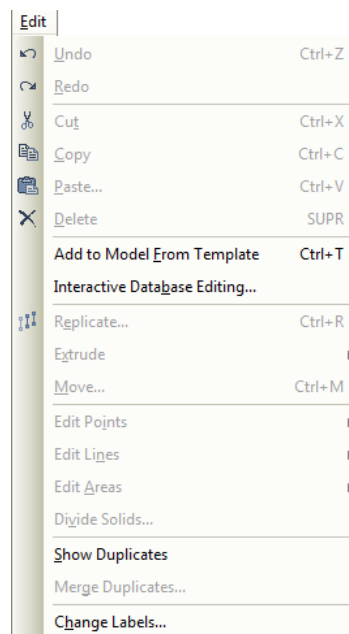 Edit
Undo Ctrl+Z
Redo
Cut Ctrl+X
Copy Ctrl+C
Paste... Ctrl+V
Delete SUPR
Add to Model From Template Ctrl+T
Interactive Database Editing...
Replicate... Ctrl+R
Extrude
Move... Ctrl+M
Edit Points
Edit Lines
Edit Areas
Divide Solids...
Show Duplicates
Merge Duplicates...
Change Labels...